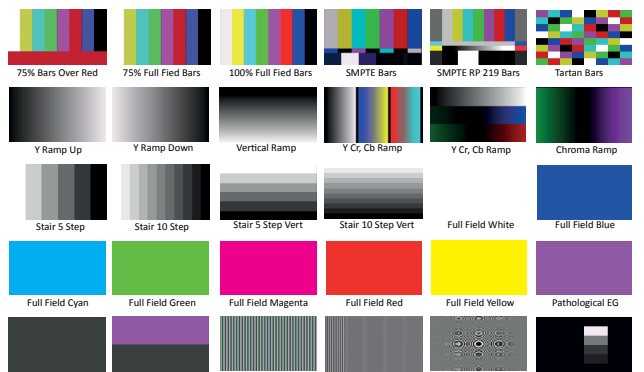 75% Bars Over Red
75% Full Fied Bars
100% Full Fied Bars
SMPTE Bars
SMPTE RP 219 Bars
Tartan Bars
Y Ramp Up
Y Ramp Down
Vertical Ramp
Y Cr, Cb Ramp
Y Cr, Cb Ramp
Chroma Ramp
Stair 5 Step
Stair 10 Step
Stair 5 Step Vert
Stair 10 Step Vert
Full Field White
Full Field Blue
Full Field Cyan
Full Field Green
Full Field Magenta
Full Field Red
Full Field Yellow
Pathological EG